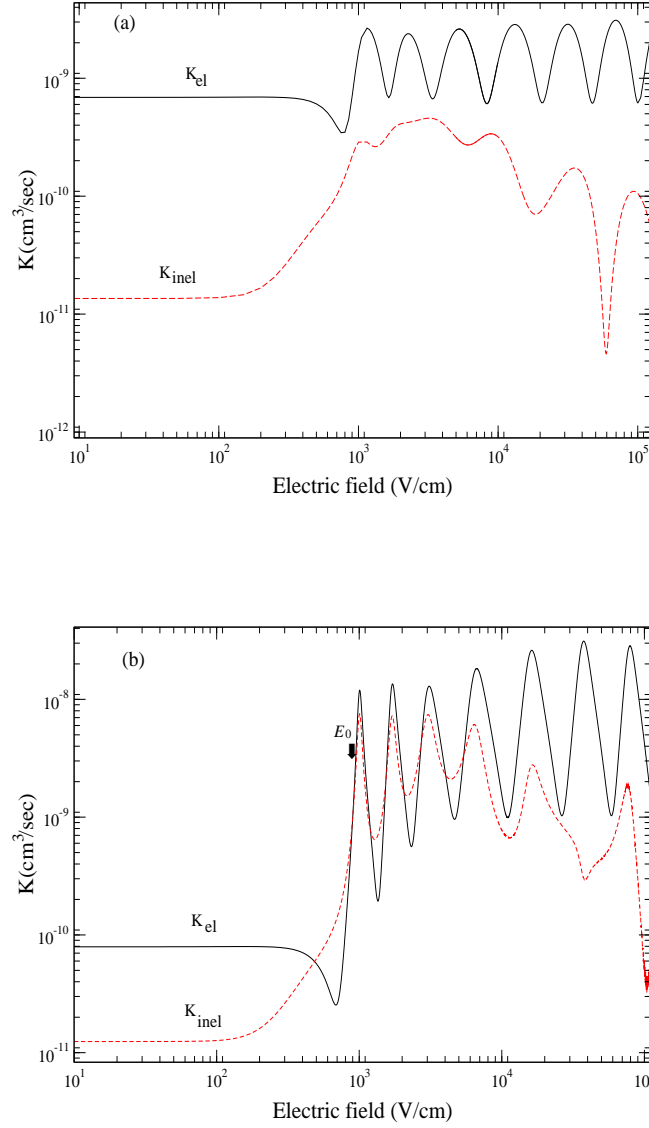 (a)
K_el
K_inel
10^-9
10^-10
10^-11
10^-12
K(cm^3/sec)
10^1 10^2 10^3 10^4 10^5
Electric field (V/cm)
(b)
E_0
K_el
K_inel
10^-8
10^-9
10^-10
10^-11
K(cm^3/sec)
10^1 10^2 10^3 10^4 10
Electric field (V/cm)